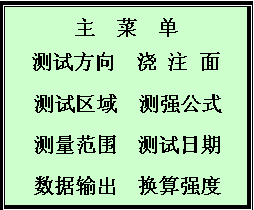 主 菜 单
测试方向 浇 注 面
测试区域 测强公式
测量范围 测试日期
数据输出 换算强度